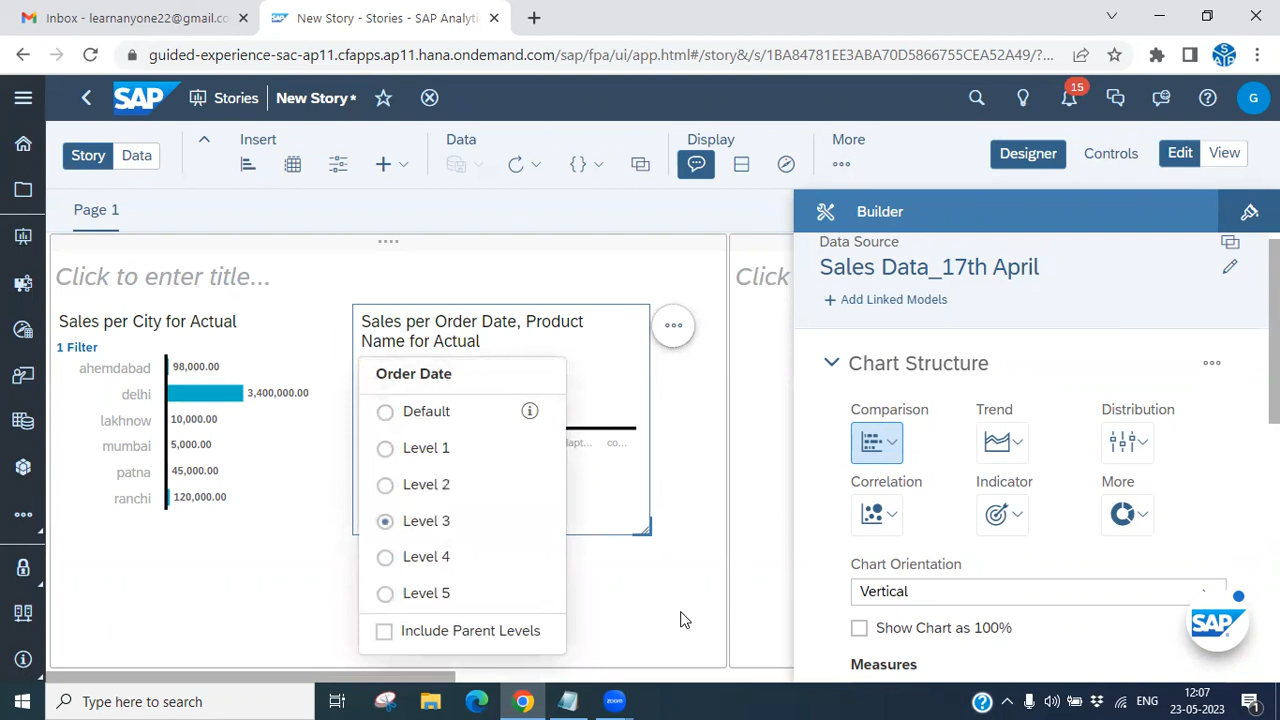 Inbox - learnanyone22@gmail.co
New Story - Stories - SAP Analyti
guided-experience-sac-ap11.cfapps.ap11.hana.ondemand.com/sap/fpa/ui/app.html#/story&/s/1BA84781EE3ABA70D5866755CEA52A49/?...
SAP
Stories
New Story*
15
G
Story
Data
Insert
Data
Display
More
Designer
Controls
Edit
View
Page 1
Builder
Click to enter title...
Click
Data Source
Sales Data_17th April
+ Add Linked Models
Sales per City for Actual
1 Filter
ahemdabad 98,000.00
delhi 3,400,000.00
lakhnow 10,000.00
mumbai 5,000.00
patna 45,000.00
ranchi 120,000.00
Sales per Order Date, Product
Name for Actual
lapt... co...
Order Date
Default
Level 1
Level 2
Level 3
Level 4
Level 5
Include Parent Levels
Chart Structure
Comparison
Trend
Distribution
Correlation
Indicator
More
Chart Orientation
Vertical
Show Chart as 100%
Measures
SAP
Type here to search
zoom
ENG
12:07
23-05-2023
1